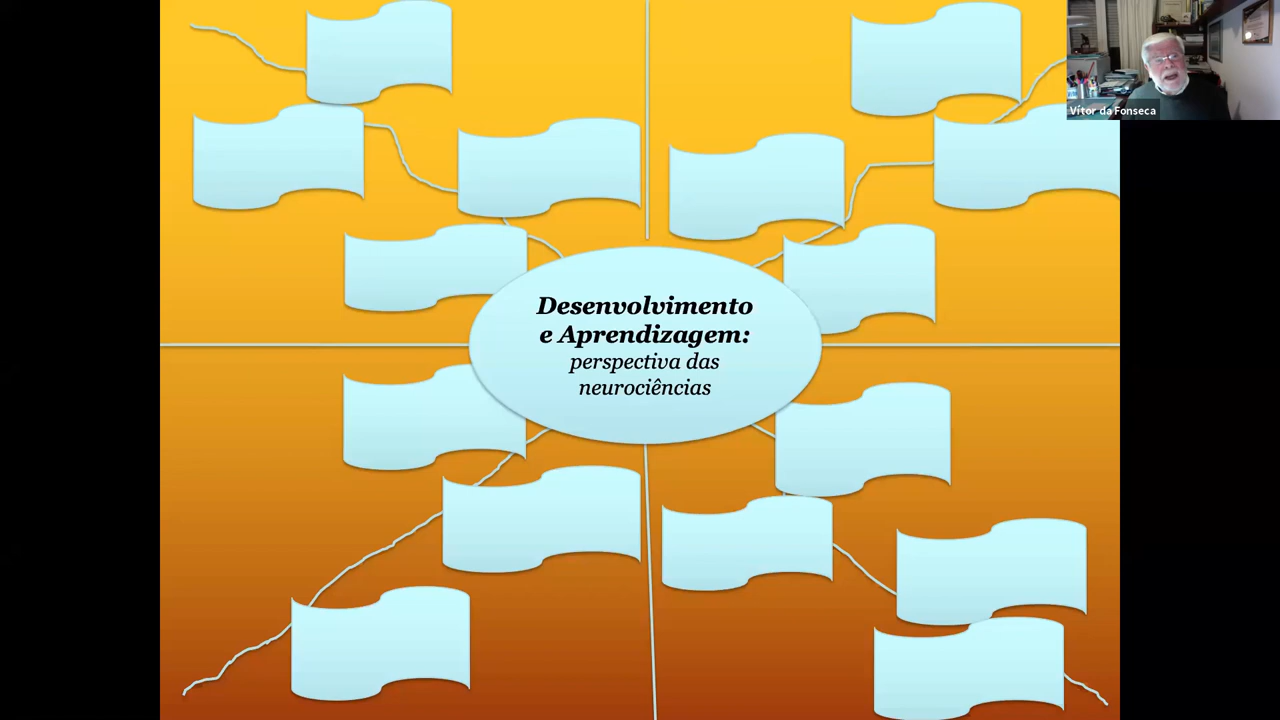 Vítor da Fonseca
Desenvolvimento
e Aprendizagem:
perspectiva das
neurociências